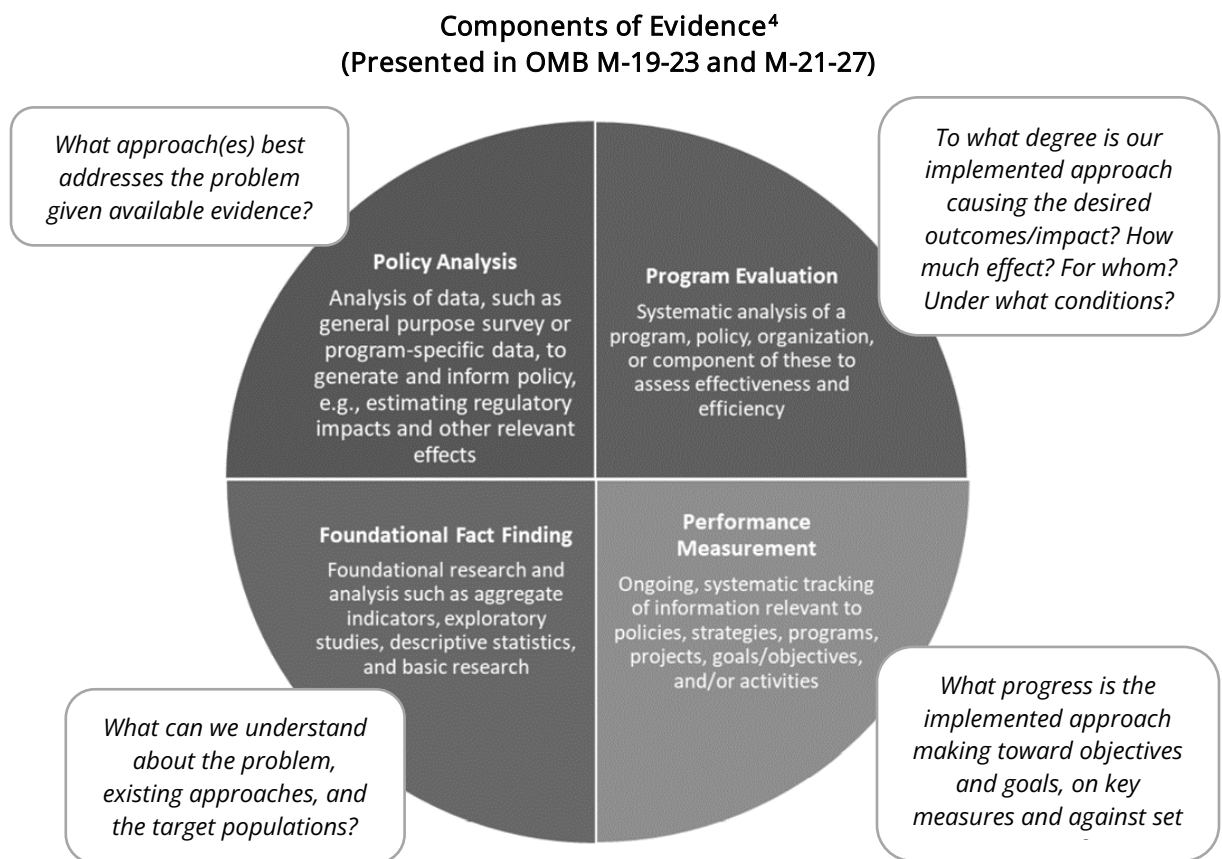 Components of Evidence⁴
(Presented in OMB M-19-23 and M-21-27)
What approach(es) best
addresses the problem
given available evidence?
To what degree is our
implemented approach
causing the desired
outcomes/impact? How
much effect? For whom?
Under what conditions?
Policy Analysis
Analysis of data, such as
general purpose survey or
program-specific data, to
generate and inform policy,
e.g., estimating regulatory
impacts and other relevant
effects
Program Evaluation
Systematic analysis of a
program, policy, organization,
or component of these to
assess effectiveness and
efficiency
Foundational Fact Finding
Foundational research and
analysis such as aggregate
indicators, exploratory
studies, descriptive statistics,
and basic research
Performance
Measurement
Ongoing, systematic tracking
of information relevant to
policies, strategies, programs,
projects, goals/objectives,
and/or activities
What can we understand
about the problem,
existing approaches, and
the target populations?
What progress is the
implemented approach
making toward objectives
and goals, on key
measures and against set